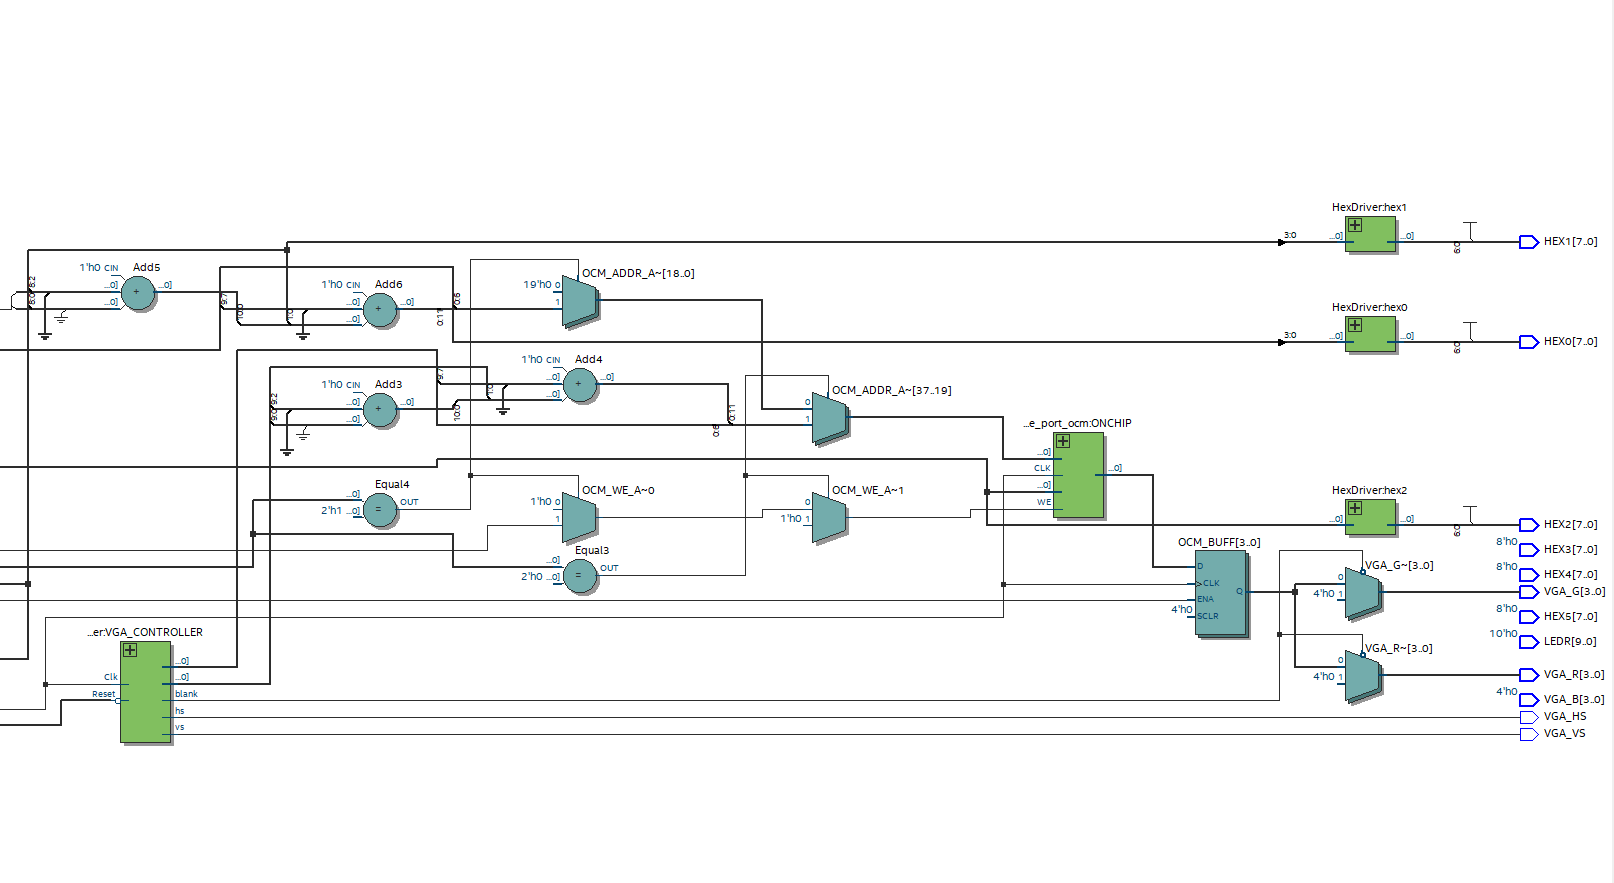 HexDriver:hex1
3:0
...0]
...0]
6:0
HEX1[7..0]
1'h0 CIN
Add5
8:2
8:0
...0]
...0]
...0]
1'h0 CIN
Add6
9:7
10:0
1:0
...0]
...0]
...0]
0:11
0:6
OCM_ADDR_A~[18..0]
19'h0 0
1
HexDriver:hex0
3:0
...0]
...0]
6:0
HEX0[7..0]
1'h0 CIN
Add3
9:2
9:0
...0]
...0]
...0]
9:7
10:0
1:0
1'h0 CIN
Add4
...0]
...0]
...0]
0:6
0:11
OCM_ADDR_A~[37..19]
0
1
...e_port_ocm:ONCHIP
...0]
CLK
...0]
WE
...0]
Equal4
...0]
2'h1 ...0]
OUT
OCM_WE_A~0
1'h0 0
1
OCM_WE_A~1
0
1'h0 1
Equal3
...0]
2'h0 ...0]
OUT
HexDriver:hex2
...0]
...0]
6:0
HEX2[7..0]
8'h0
HEX3[7..0]
8'h0
HEX4[7..0]
OCM_BUFF[3..0]
D
CLK
ENA
4'h0
SCLR
Q
VGA_G~[3..0]
0
4'h0 1
VGA_G[3..0]
8'h0
HEX5[7..0]
10'h0
LEDR[9..0]
VGA_R~[3..0]
0
4'h0 1
VGA_R[3..0]
4'h0
VGA_B[3..0]
...er:VGA_CONTROLLER
Clk
Reset
...0]
...0]
blank
hs
vs
VGA_HS
VGA_VS